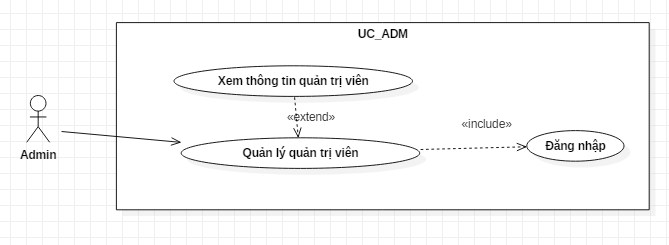 UC_ADM
Xem thông tin quản trị viên
«extend»
«include»
Đăng nhập
Quản lý quản trị viên
Admin